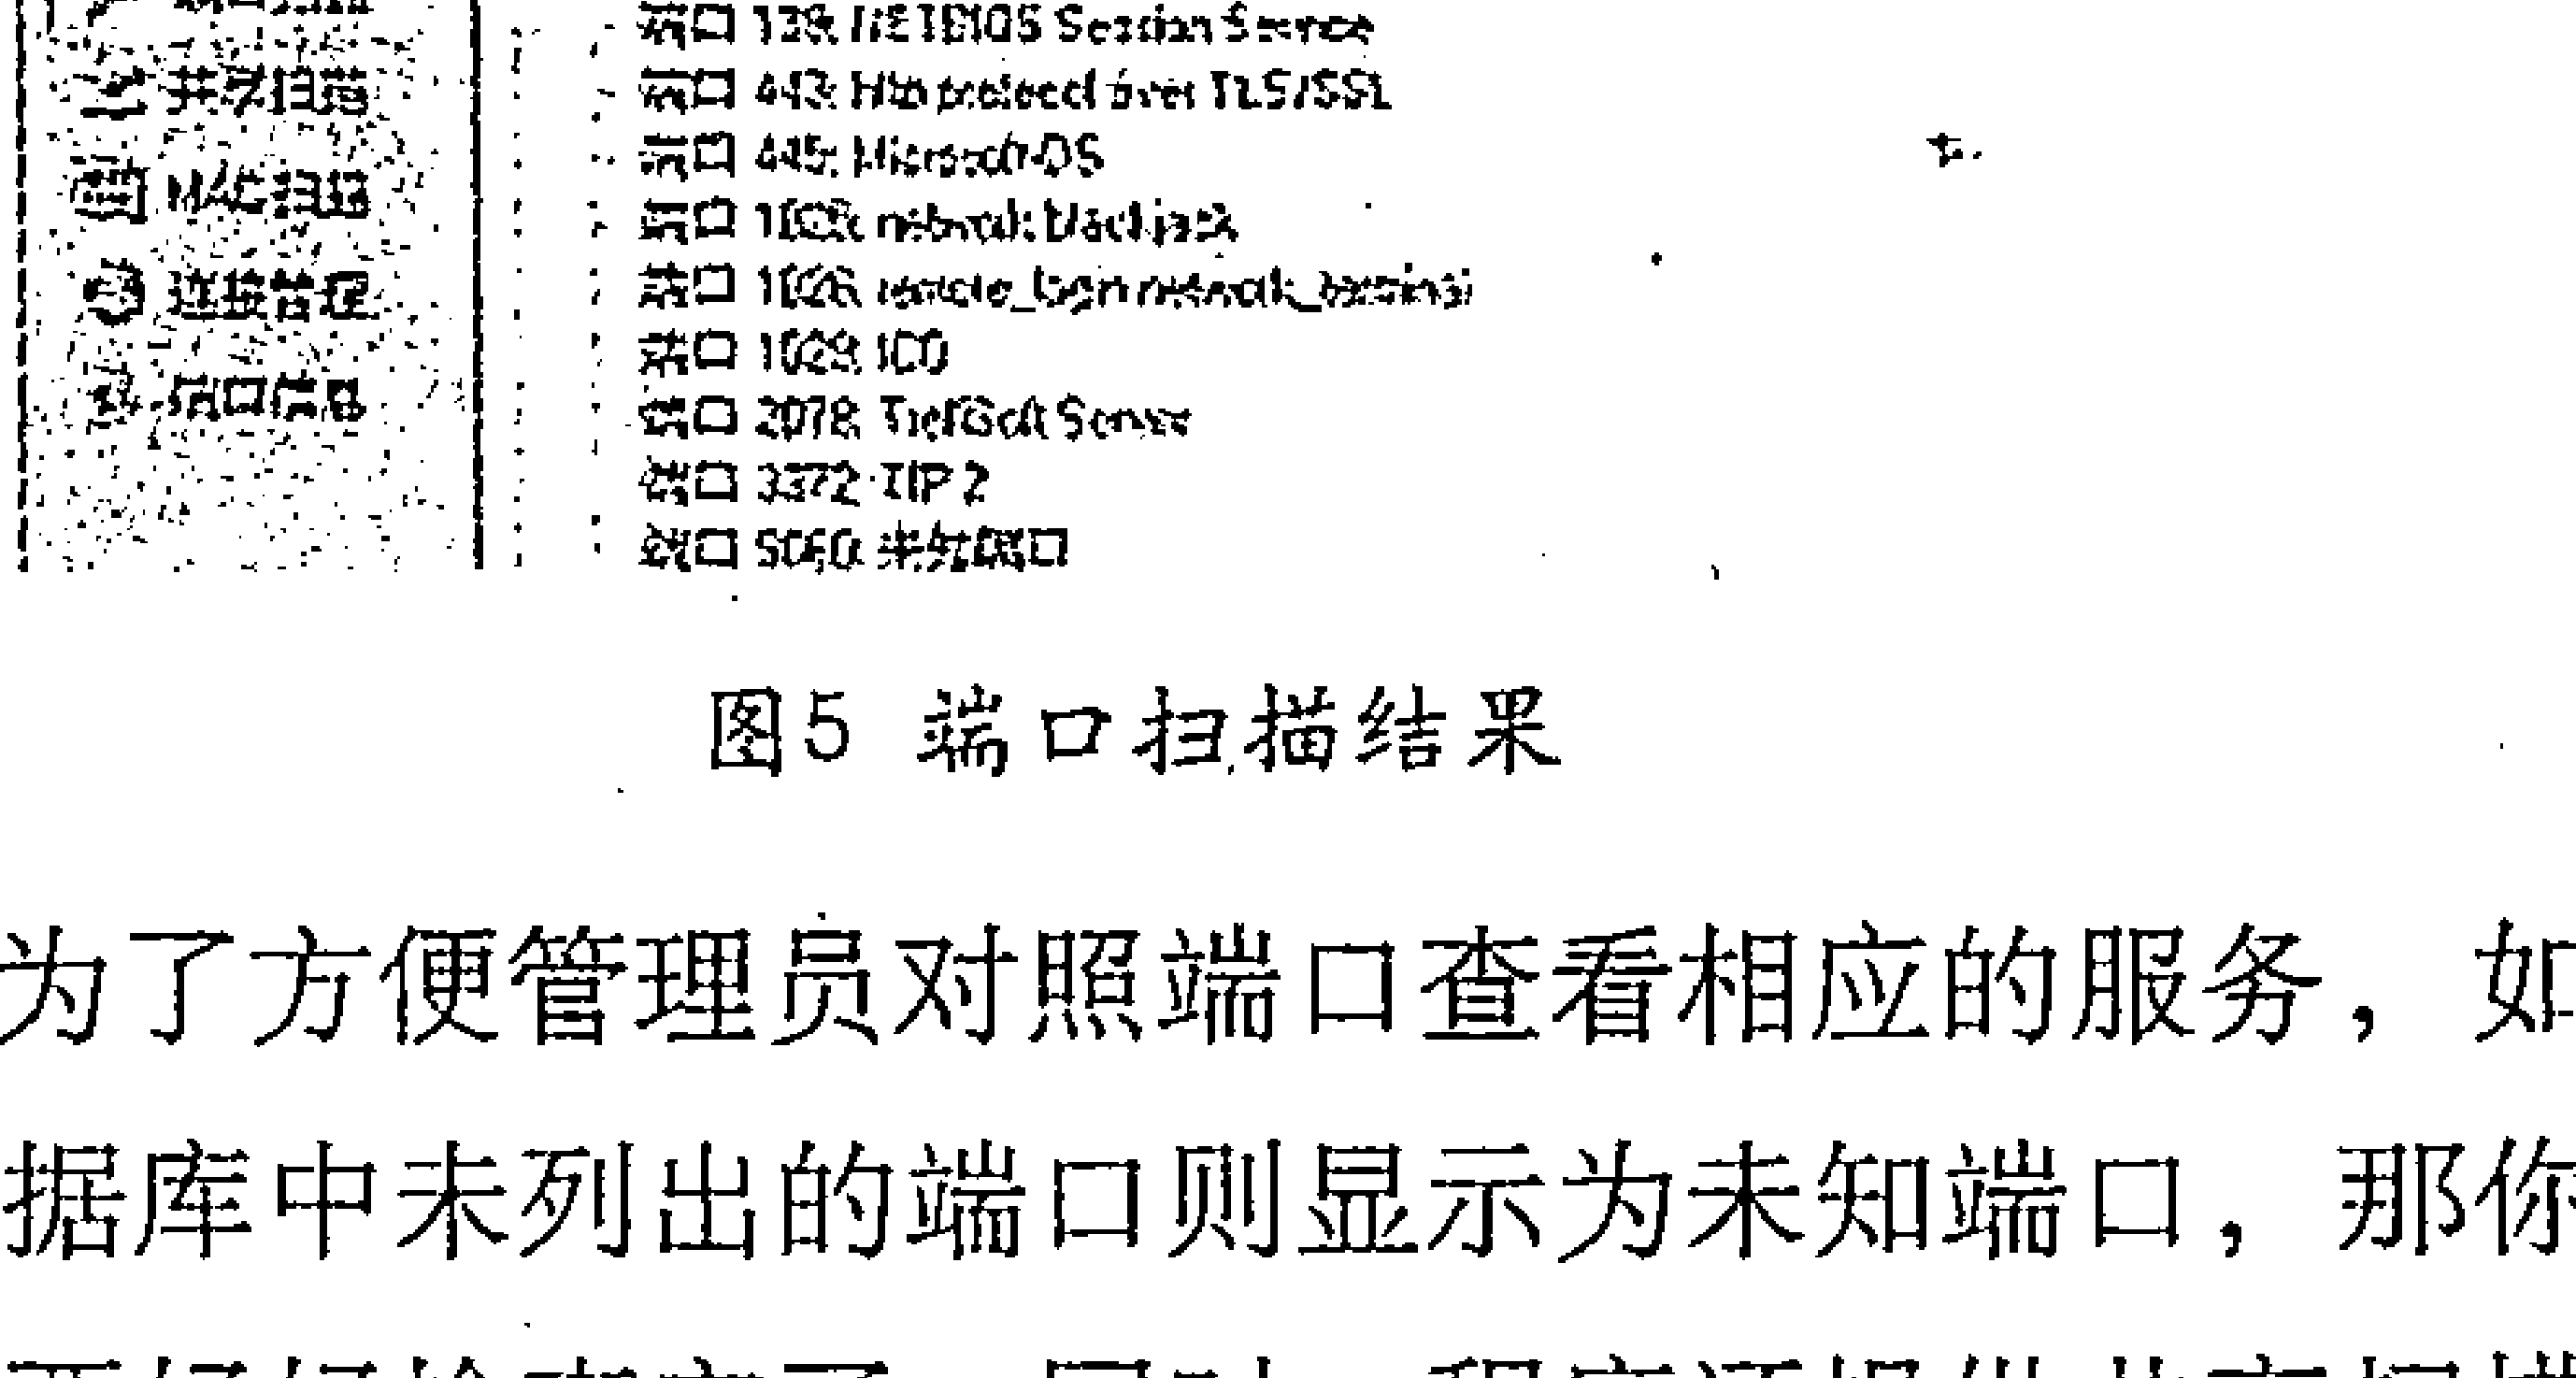 共享扫描
MAC扫描
连接管理
端口信息
端口 139: NETBIOS Session Service
端口 443: Http protocol over TLS/SSL
端口 445: Microsoft-DS
端口 network blackjack
端口 1026: remote_login network_terminal
端口 1029: ICQ
端口 2078: Server
端口 3372: TIP 2
端口 未知端口
图5 端口扫描结果
为了方便管理员对照端口查看相应的服务，如
据库中未列出的端口则显示为未知端口，那你